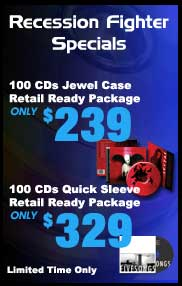 Recession Fighter
Specials
100 CDs Jewel Case
Retail Ready Package
ONLY $239
100 CDs Quick Sleeve
Retail Ready Package
ONLY $329
FIVESONGS
Limited Time Only